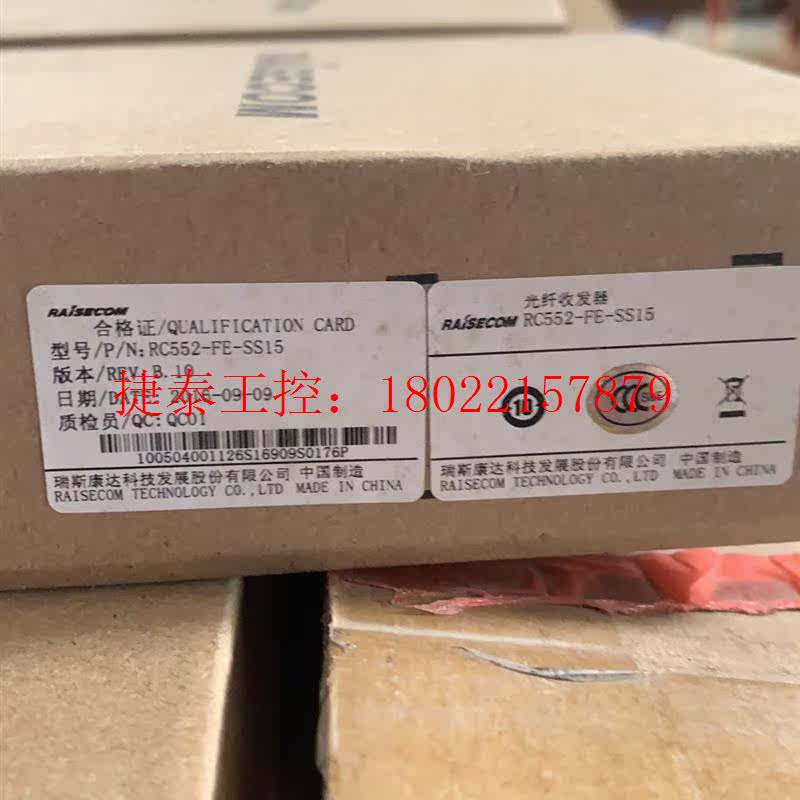 RAISECOM
合格证/QUALIFICATION CARD
型号/P/N:RC552-FE-SS15
版本/REV:B.10
日期/DATE:2016-09-09
质检员/QC:QC01
100504001126S16909S0176P
瑞斯康达科技发展股份有限公司 中国制造
RAISECOM TECHNOLOGY CO.,LTD MADE IN CHINA
光纤收发器
RAISECOM RC552-FE-SS15
瑞斯康达科技发展股份有限公司 中国制造
RAISECOM TECHNOLOGY CO.,LTD MADE IN CHINA
捷泰工控：18022157879